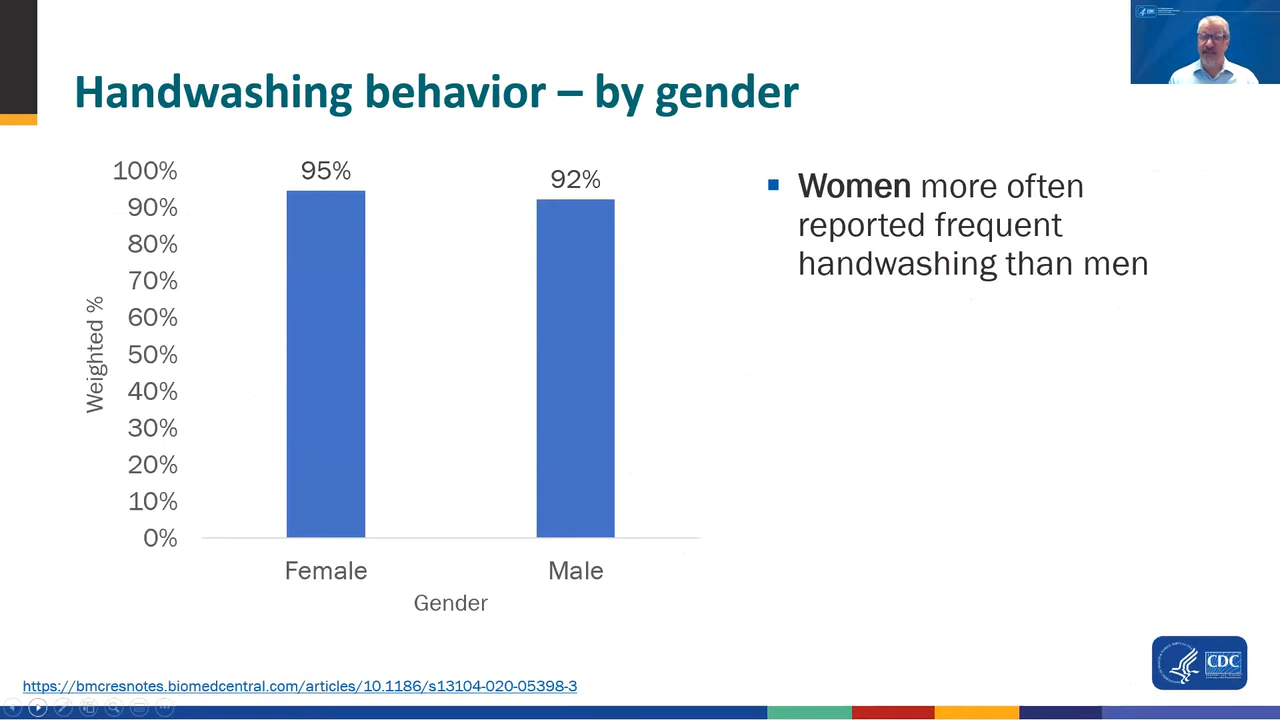 Handwashing behavior – by gender
100%
90%
80%
70%
60%
50%
40%
30%
20%
10%
0%
Weighted %
95%
92%
Female
Male
Gender
▪ Women more often
reported frequent
handwashing than men
https://bmcresnotes.biomedcentral.com/articles/10.1186/s13104-020-05398-3
CDC